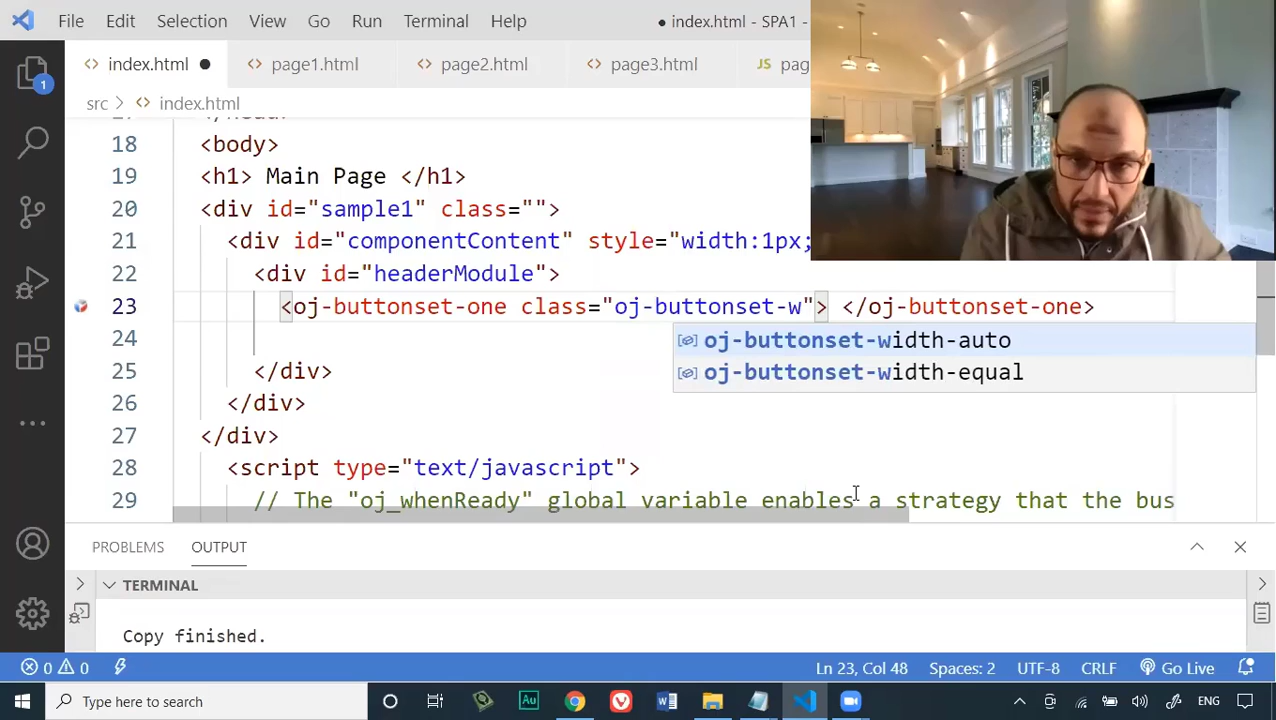 File Edit Selection View Go Run Terminal Help ● index.html - SPA1 -
<> index.html ● <> page1.html <> page2.html <> page3.html JS pag
1
src > <> index.html
18 <body>
19 <h1> Main Page </h1>
20 <div id="sample1" class="">
21 <div id="componentContent" style="width:1px;
22 <div id="headerModule">
23 <oj-buttonset-one class="oj-buttonset-w"> </oj-buttonset-one>
24
oj-buttonset-width-auto
oj-buttonset-width-equal
25 </div>
26 </div>
27 </div>
28 <script type="text/javascript">
29 // The "oj_whenReady" global variable enables a strategy that the bus
PROBLEMS OUTPUT
TERMINAL
Copy finished.
0 0 Ln 23, Col 48 Spaces: 2 UTF-8 CRLF Go Live
Type here to search Au W ENG